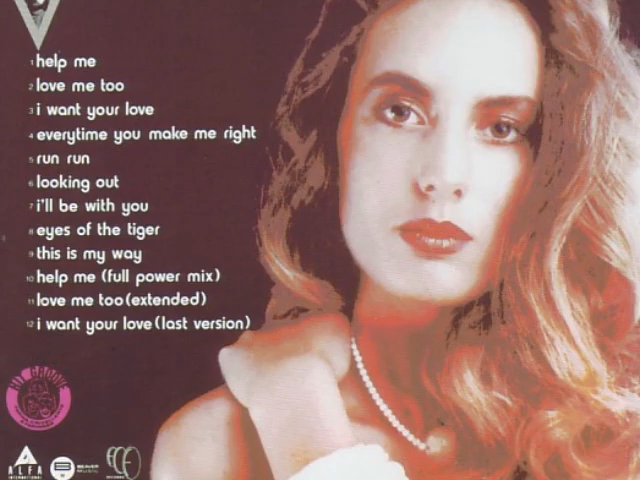 1 help me
2 love me too
3 i want your love
4 everytime you make me right
5 run run
6 looking out
7 i'll be with you
8 eyes of the tiger
9 this is my way
10 help me (full power mix)
11 love me too (extended)
12 i want your love (last version)
HIT GROOVE
ALFA
INTERNATIONAL
BEAVER